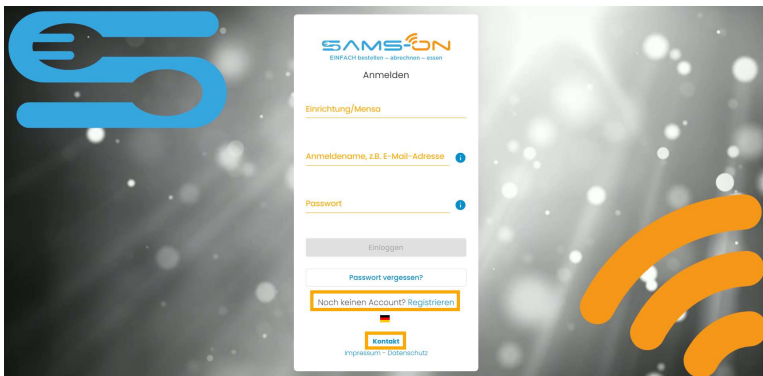 SAMS-ON
EINFACH bestellen – abrechnen – essen
Anmelden
Einrichtung/Mensa
Anmeldename, z.B. E-Mail-Adresse
Passwort
Einloggen
Passwort vergessen?
Noch keinen Account? Registrieren
Kontakt
Impressum - Datenschutz